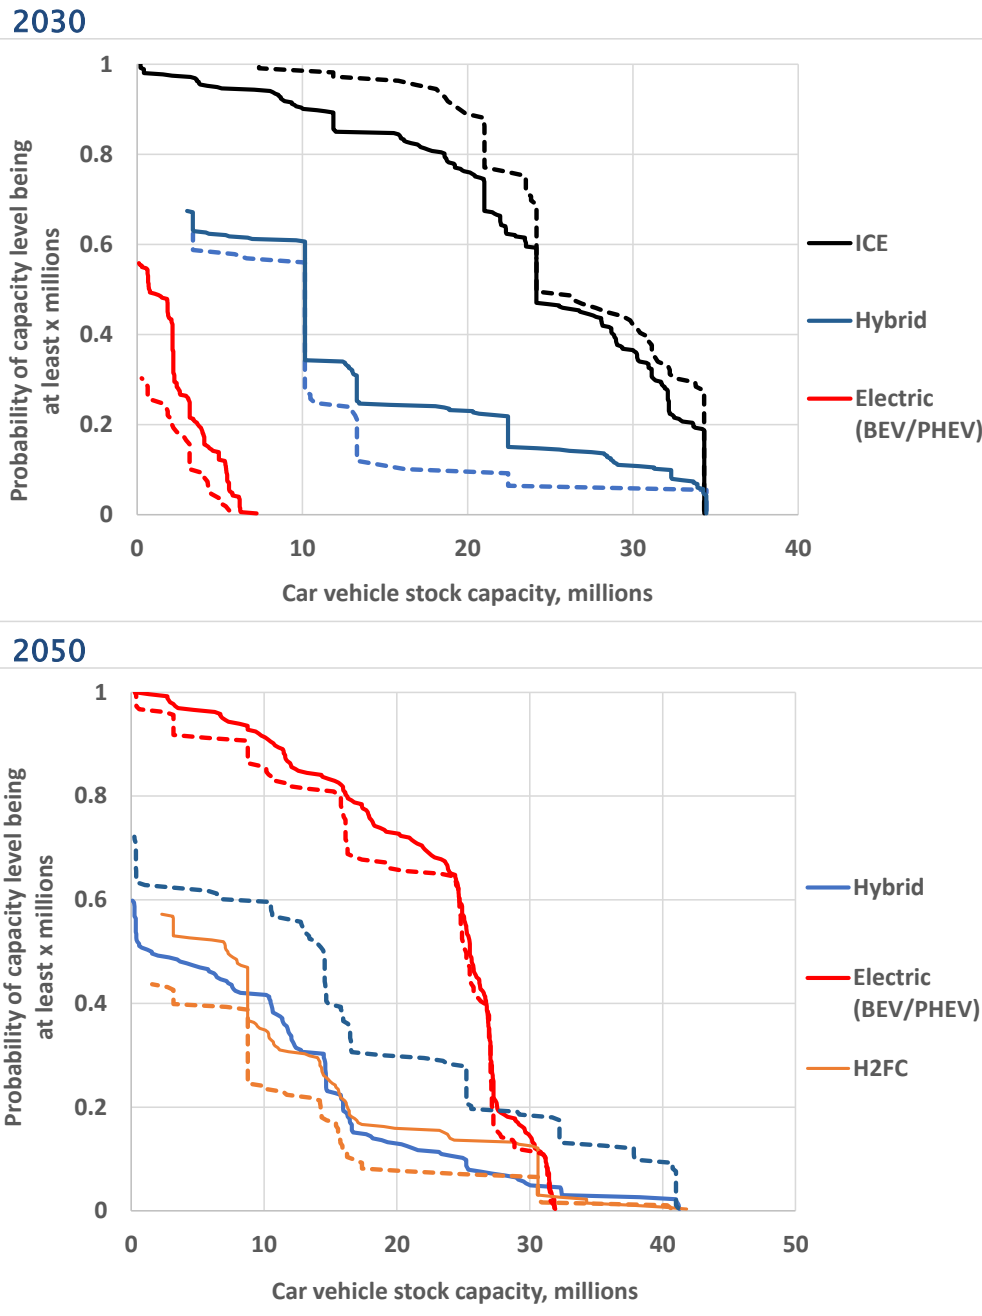 2030
Probability of capacity level being
at least x millions
1
0.8
0.6
0.4
0.2
0
0 10 20 30 40
Car vehicle stock capacity, millions
ICE
Hybrid
Electric
(BEV/PHEV)
2050
Probability of capacity level being
at least x millions
1
0.8
0.6
0.4
0.2
0
0 10 20 30 40 50
Car vehicle stock capacity, millions
Hybrid
Electric
(BEV/PHEV)
H2FC